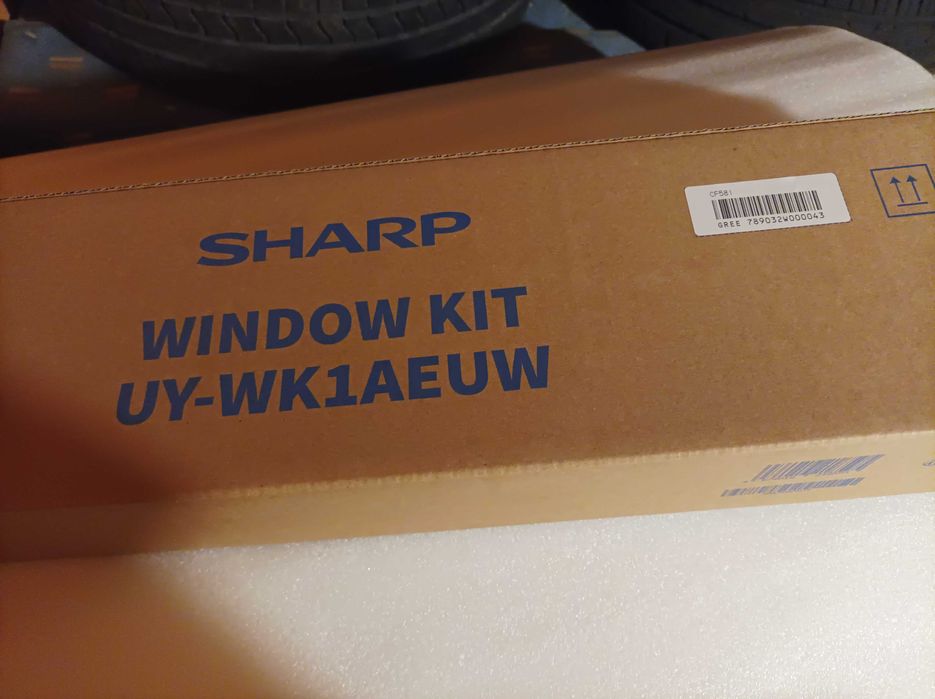 SHARP
WINDOW KIT
UY-WK1AEUW
CF581
GREE 789032W000043